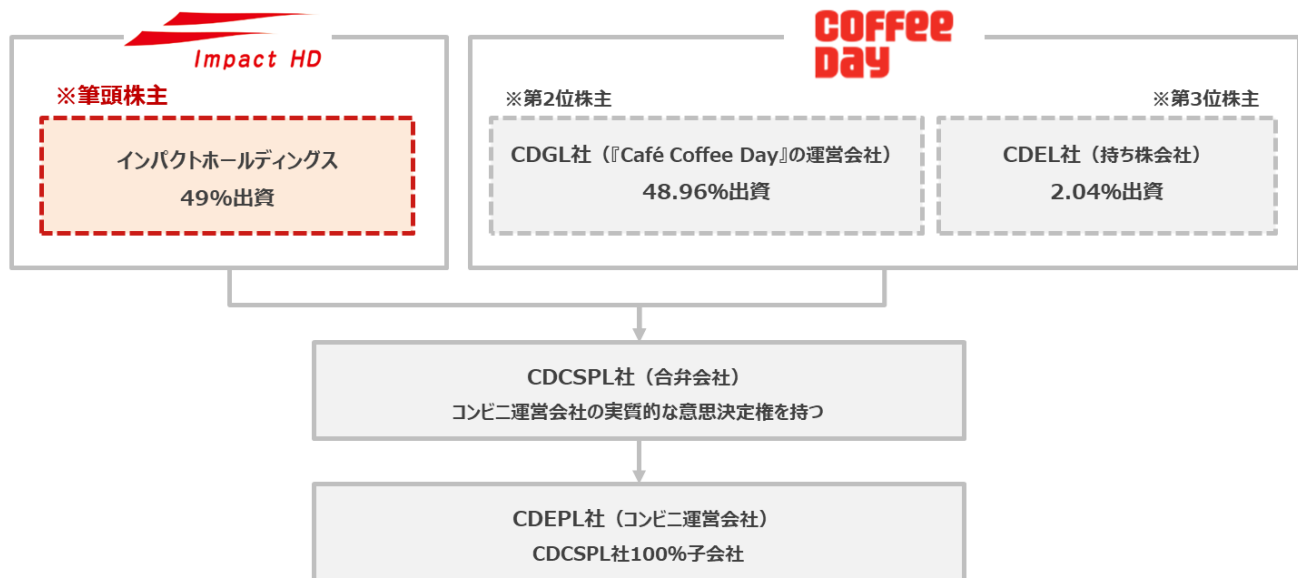 Impact HD
COFFEE
DAY
※筆頭株主
インパクトホールディングス
49%出資
※第2位株主
※第3位株主
CDGL社（『Café Coffee Day』の運営会社）
48.96%出資
CDEL社（持ち株会社）
2.04%出資
CDCSPL社（合弁会社）
コンビニ運営会社の実質的な意思決定権を持つ
CDEPL社（コンビニ運営会社）
CDCSPL社100%子会社